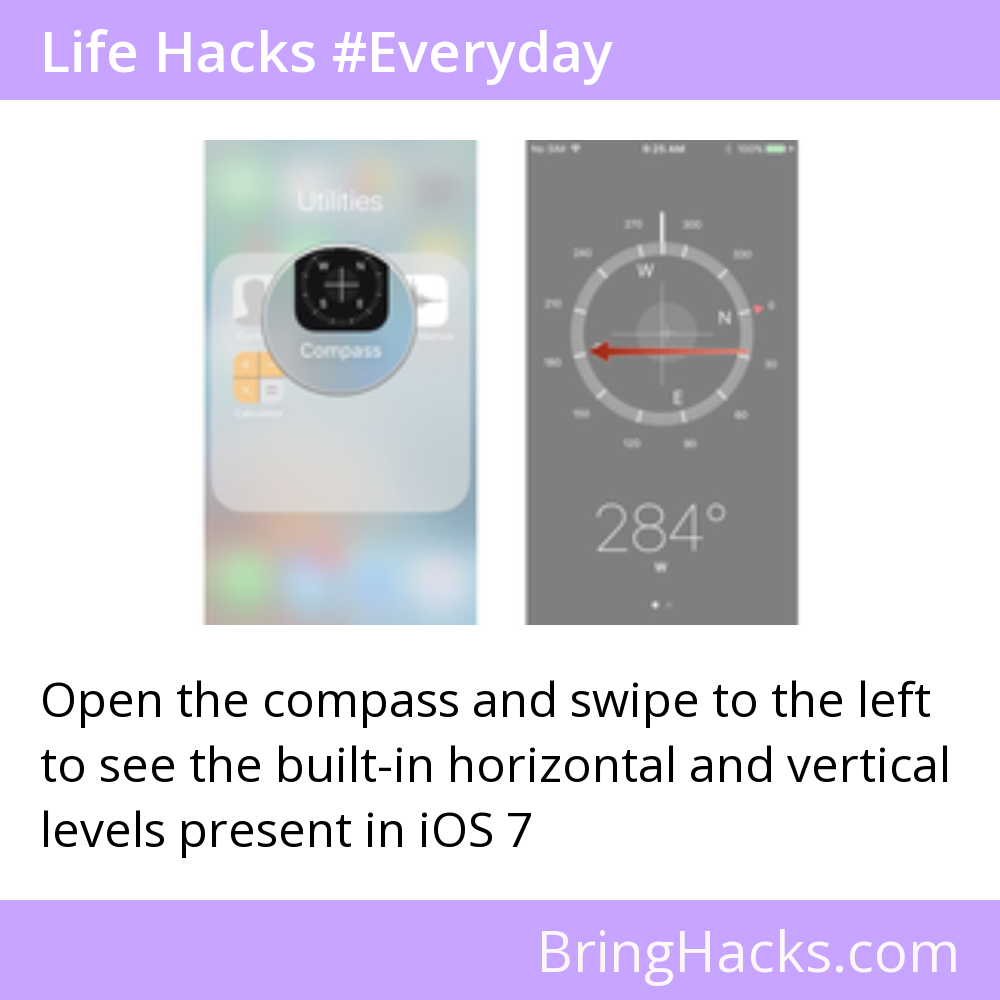 Life Hacks #Everyday
Utilities
W N
S E
Compass
Calculator
No SIM 9:25 AM 100%
270 300
240 330
W
210 0
N
180 30
E
150 60
120 90
284°
W
Open the compass and swipe to the left
to see the built-in horizontal and vertical
levels present in iOS 7
BringHacks.com